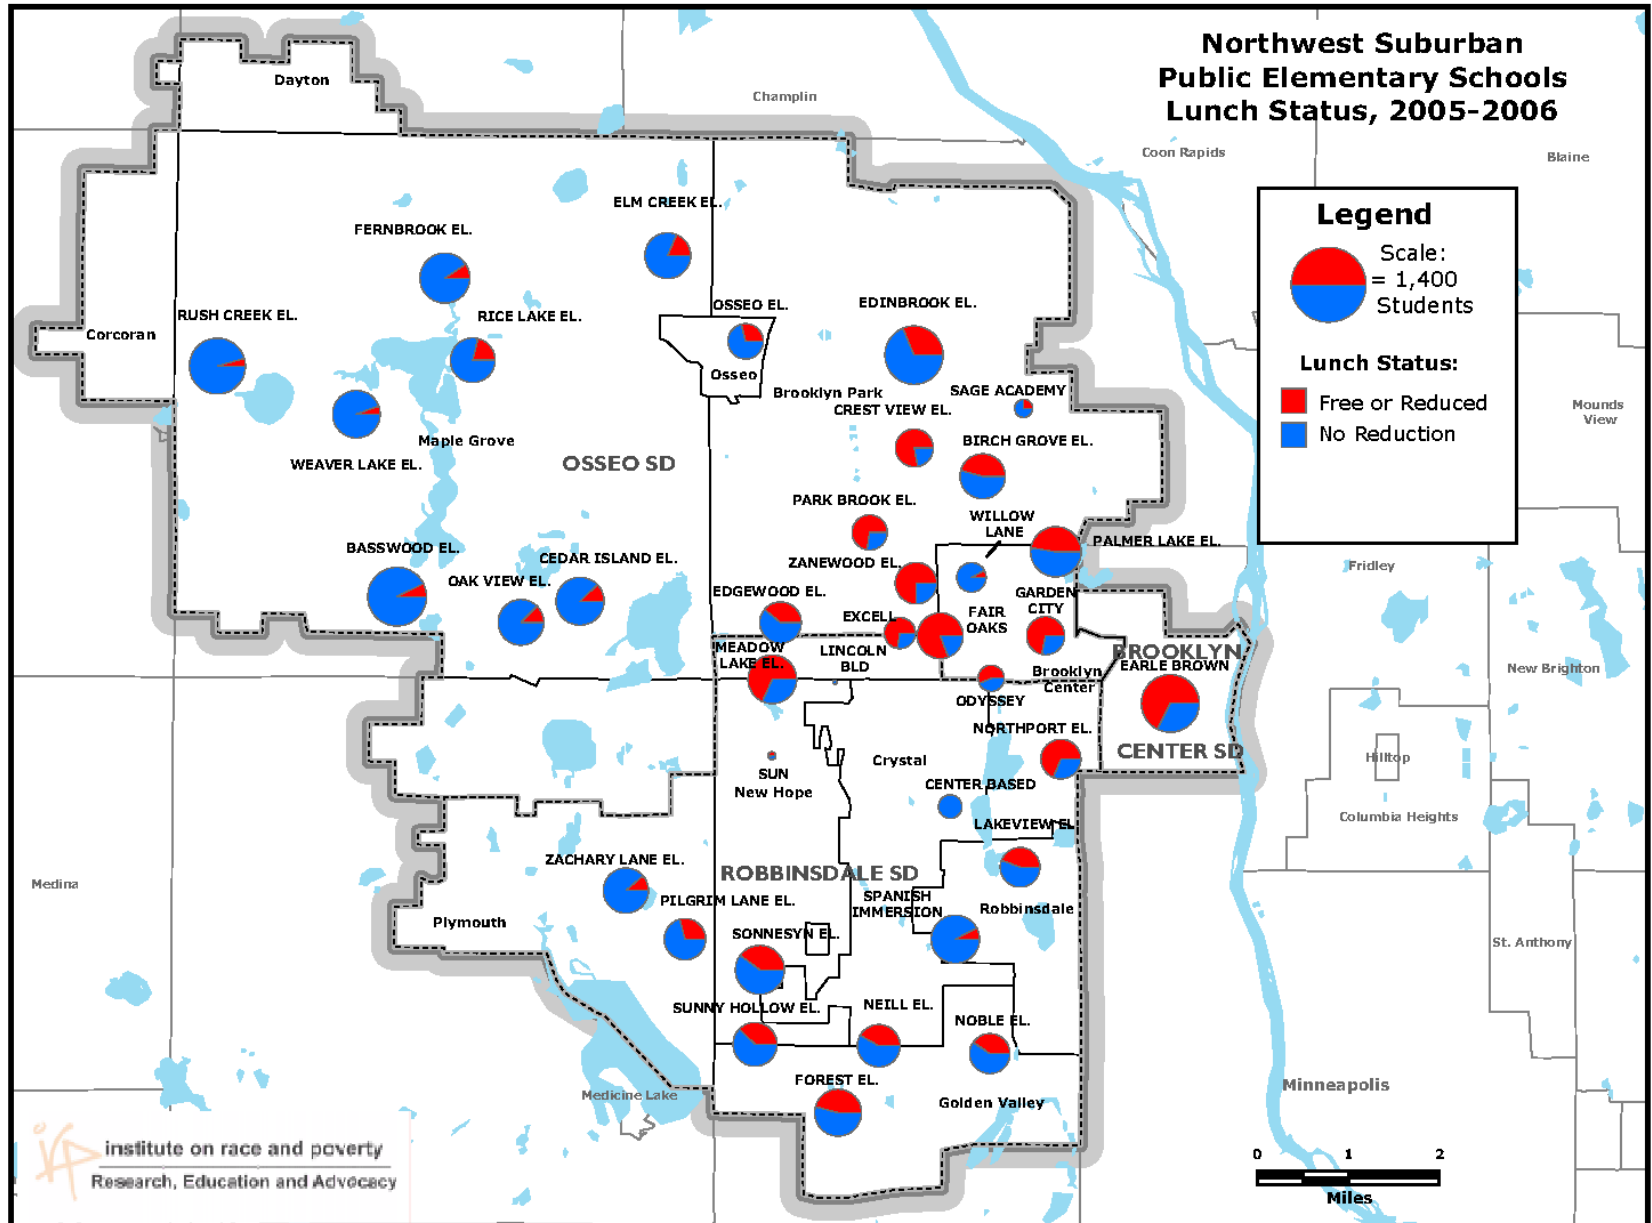 Northwest Suburban
Public Elementary Schools
Lunch Status, 2005-2006
Dayton
Champlin
Coon Rapids
Blaine
Legend
Scale:
= 1,400
Students
Lunch Status:
Free or Reduced
No Reduction
ELM CREEK EL.
FERNBROOK EL.
OSSEO EL.
EDINBROOK EL.
RUSH CREEK EL.
RICE LAKE EL.
Corcoran
Osseo
Brooklyn Park
SAGE ACADEMY
CREST VIEW EL.
Mounds
View
Maple Grove
BIRCH GROVE EL.
WEAVER LAKE EL.
OSSEO SD
PARK BROOK EL.
WILLOW
LANE
PALMER LAKE EL.
BASSWOOD EL.
CEDAR ISLAND EL.
ZANEWOOD EL.
Fridley
OAK VIEW EL.
EDGEWOOD EL.
GARDEN
CITY
EXCELL
FAIR
OAKS
MEADOW
LAKE EL.
LINCOLN
BLD
BROOKLYN
EARLE BROWN
New Brighton
Brooklyn
Center
ODYSSEY
NORTHPORT EL.
CENTER SD
Crystal
Hilltop
SUN
New Hope
CENTER BASED
Columbia Heights
LAKEVIEW EL.
ZACHARY LANE EL.
ROBBINSDALE SD
Medina
PILGRIM LANE EL.
SPANISH
IMMERSION
Robbinsdale
Plymouth
SONNESYN EL.
St. Anthony
SUNNY HOLLOW EL.
NEILL EL.
NOBLE EL.
FOREST EL.
Minneapolis
Medicine Lake
Golden Valley
irp
institute on race and poverty
Research, Education and Advocacy
0 1 2
Miles